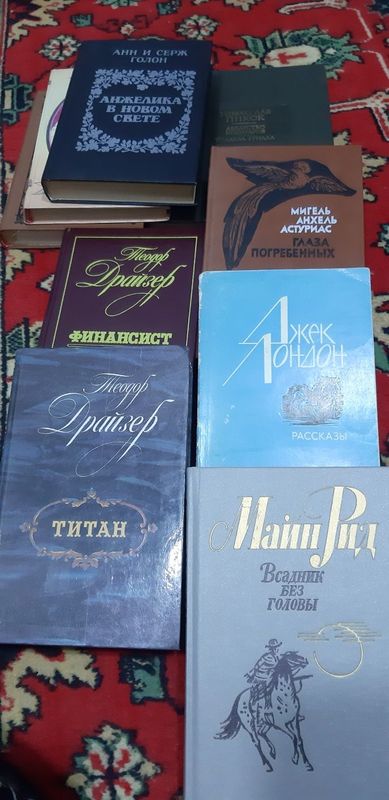 АНН И СЕРЖ
ГОЛОН
АНЖЕЛИКА
В НОВОМ
СВЕТЕ
МИГЕЛЬ
АНХЕЛЬ
АСТУРИАС
ГЛАЗА
ПОГРЕБЕННЫХ
Теодор
Драйзер
ФИНАНСИСТ
Джек
Лондон
РАССКАЗЫ
Теодор
Драйзер
ТИТАН
Майн Рид
Всадник
БЕЗ
ГОЛОВЫ